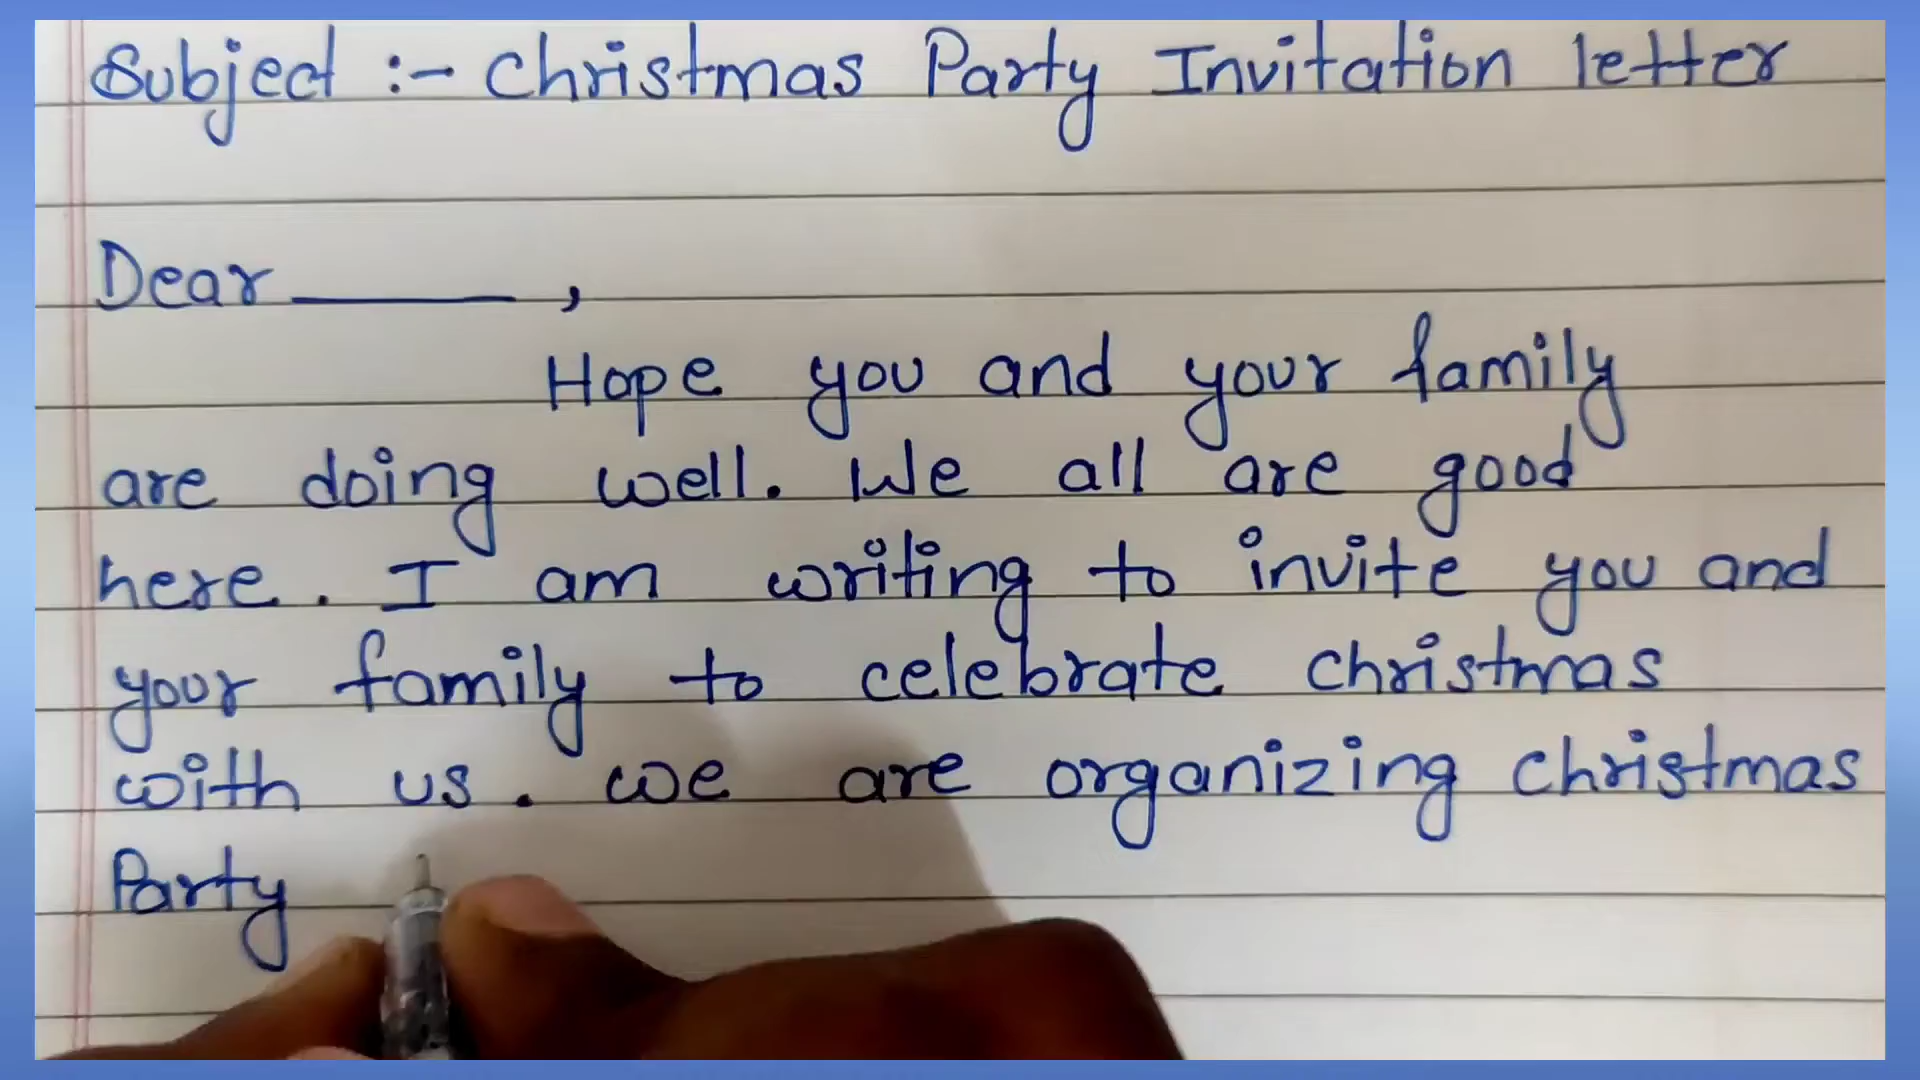 Subject :- Christmas Party Invitation letter
Dear ______ ,
Hope you and your family
are doing well. We all are good
here. I am writing to invite you and
your family to celebrate christmas
with us. we are organizing christmas
Party